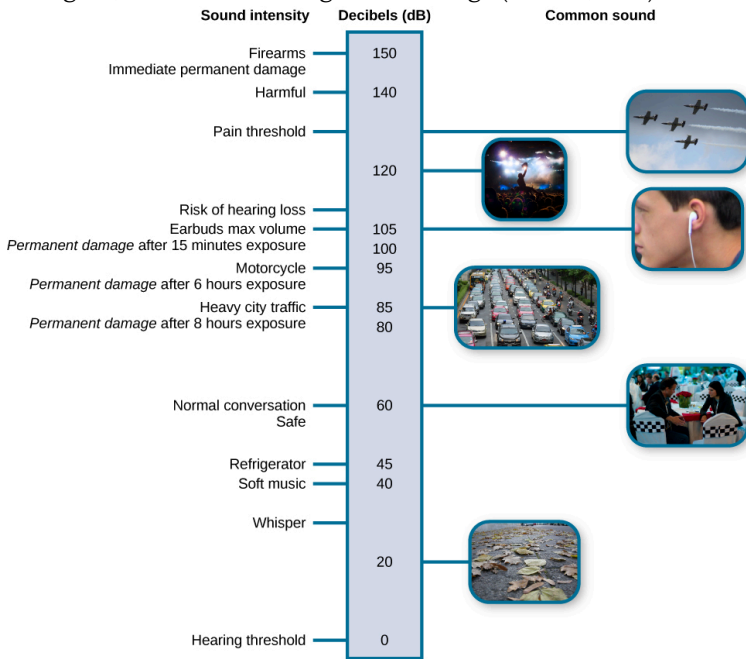 Sound intensity Decibels (dB) Common sound
Firearms 150
Immediate permanent damage
Harmful 140
Pain threshold
120
Risk of hearing loss
Earbuds max volume 105
Permanent damage after 15 minutes exposure 100
Motorcycle 95
Permanent damage after 6 hours exposure
Heavy city traffic 85
Permanent damage after 8 hours exposure 80
Normal conversation 60
Safe
Refrigerator 45
Soft music 40
Whisper
20
Hearing threshold 0